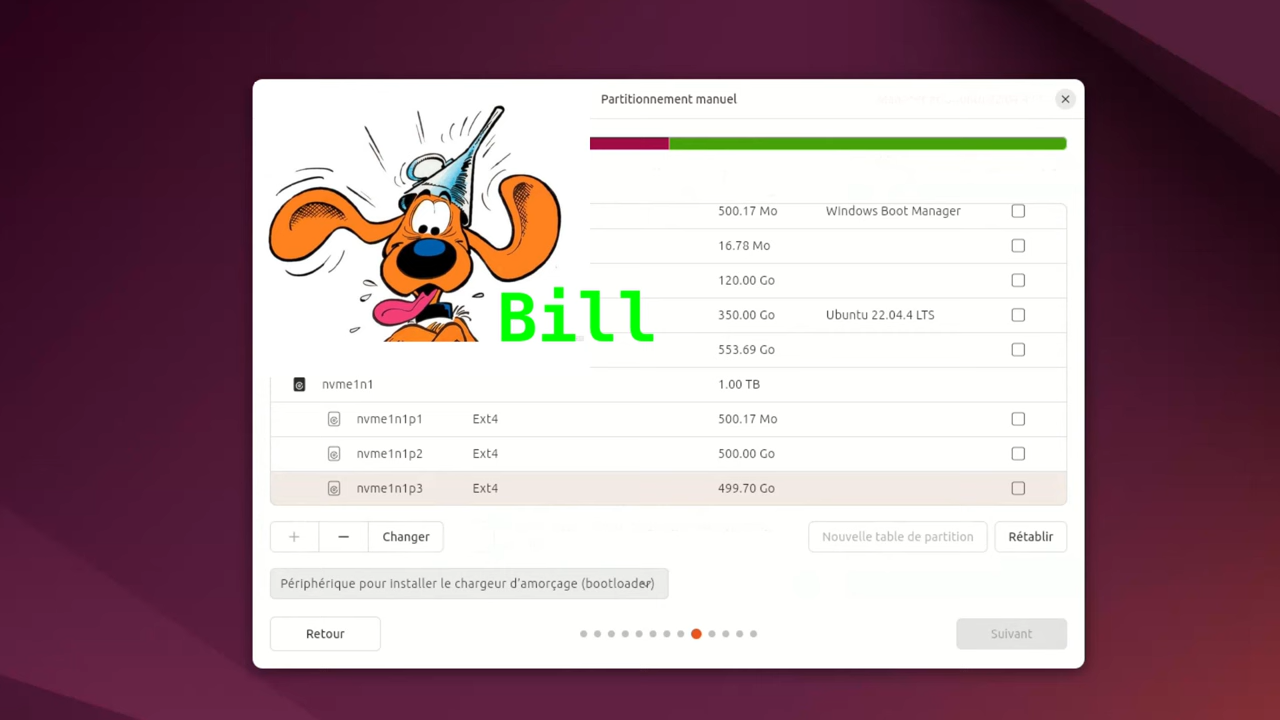 Partitionnement manuel
500.17 Mo Windows Boot Manager
16.78 Mo
120.00 Go
Bill
350.00 Go Ubuntu 22.04.4 LTS
553.69 Go
nvme1n1 1.00 TB
nvme1n1p1 Ext4 500.17 Mo
nvme1n1p2 Ext4 500.00 Go
nvme1n1p3 Ext4 499.70 Go
+ − Changer Nouvelle table de partition Rétablir
Périphérique pour installer le chargeur d'amorçage (bootloader)
Retour Suivant